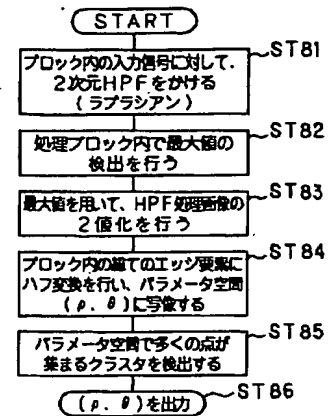 START
ST81
ブロック内の入力信号に対して、
2次元HPFをかける
(ラプラシアン)
ST82
処理ブロック内で最大値の
検出を行う
ST83
最大値を用いて、HPF処理画像の
2値化を行う
ST84
ブロック内の総てのエッジ要素に
ハフ変換を行い、パラメータ空間
(ρ.θ)に写像する
ST85
パラメータ空間で多くの点が
集まるクラスタを検出する
ST86
(ρ.θ)を出力